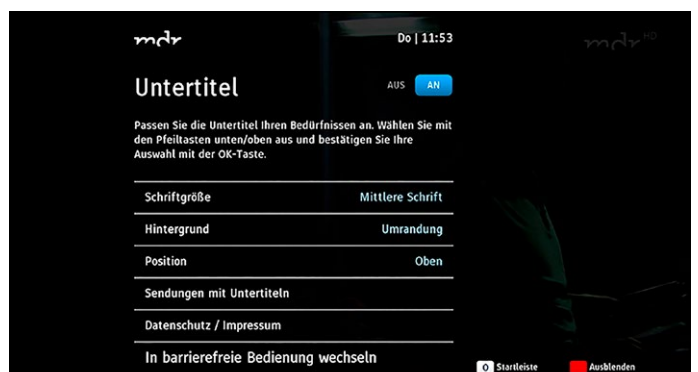 mdr
Do | 11:53
mdr HD
Untertitel
AUS AN
Passen Sie die Untertitel Ihren Bedürfnissen an. Wählen Sie mit
den Pfeiltasten unten/oben aus und bestätigen Sie Ihre
Auswahl mit der OK-Taste.
Schriftgröße Mittlere Schrift
Hintergrund Umrandung
Position Oben
Sendungen mit Untertiteln
Datenschutz / Impressum
In barrierefreie Bedienung wechseln
0 Startleiste Ausblenden